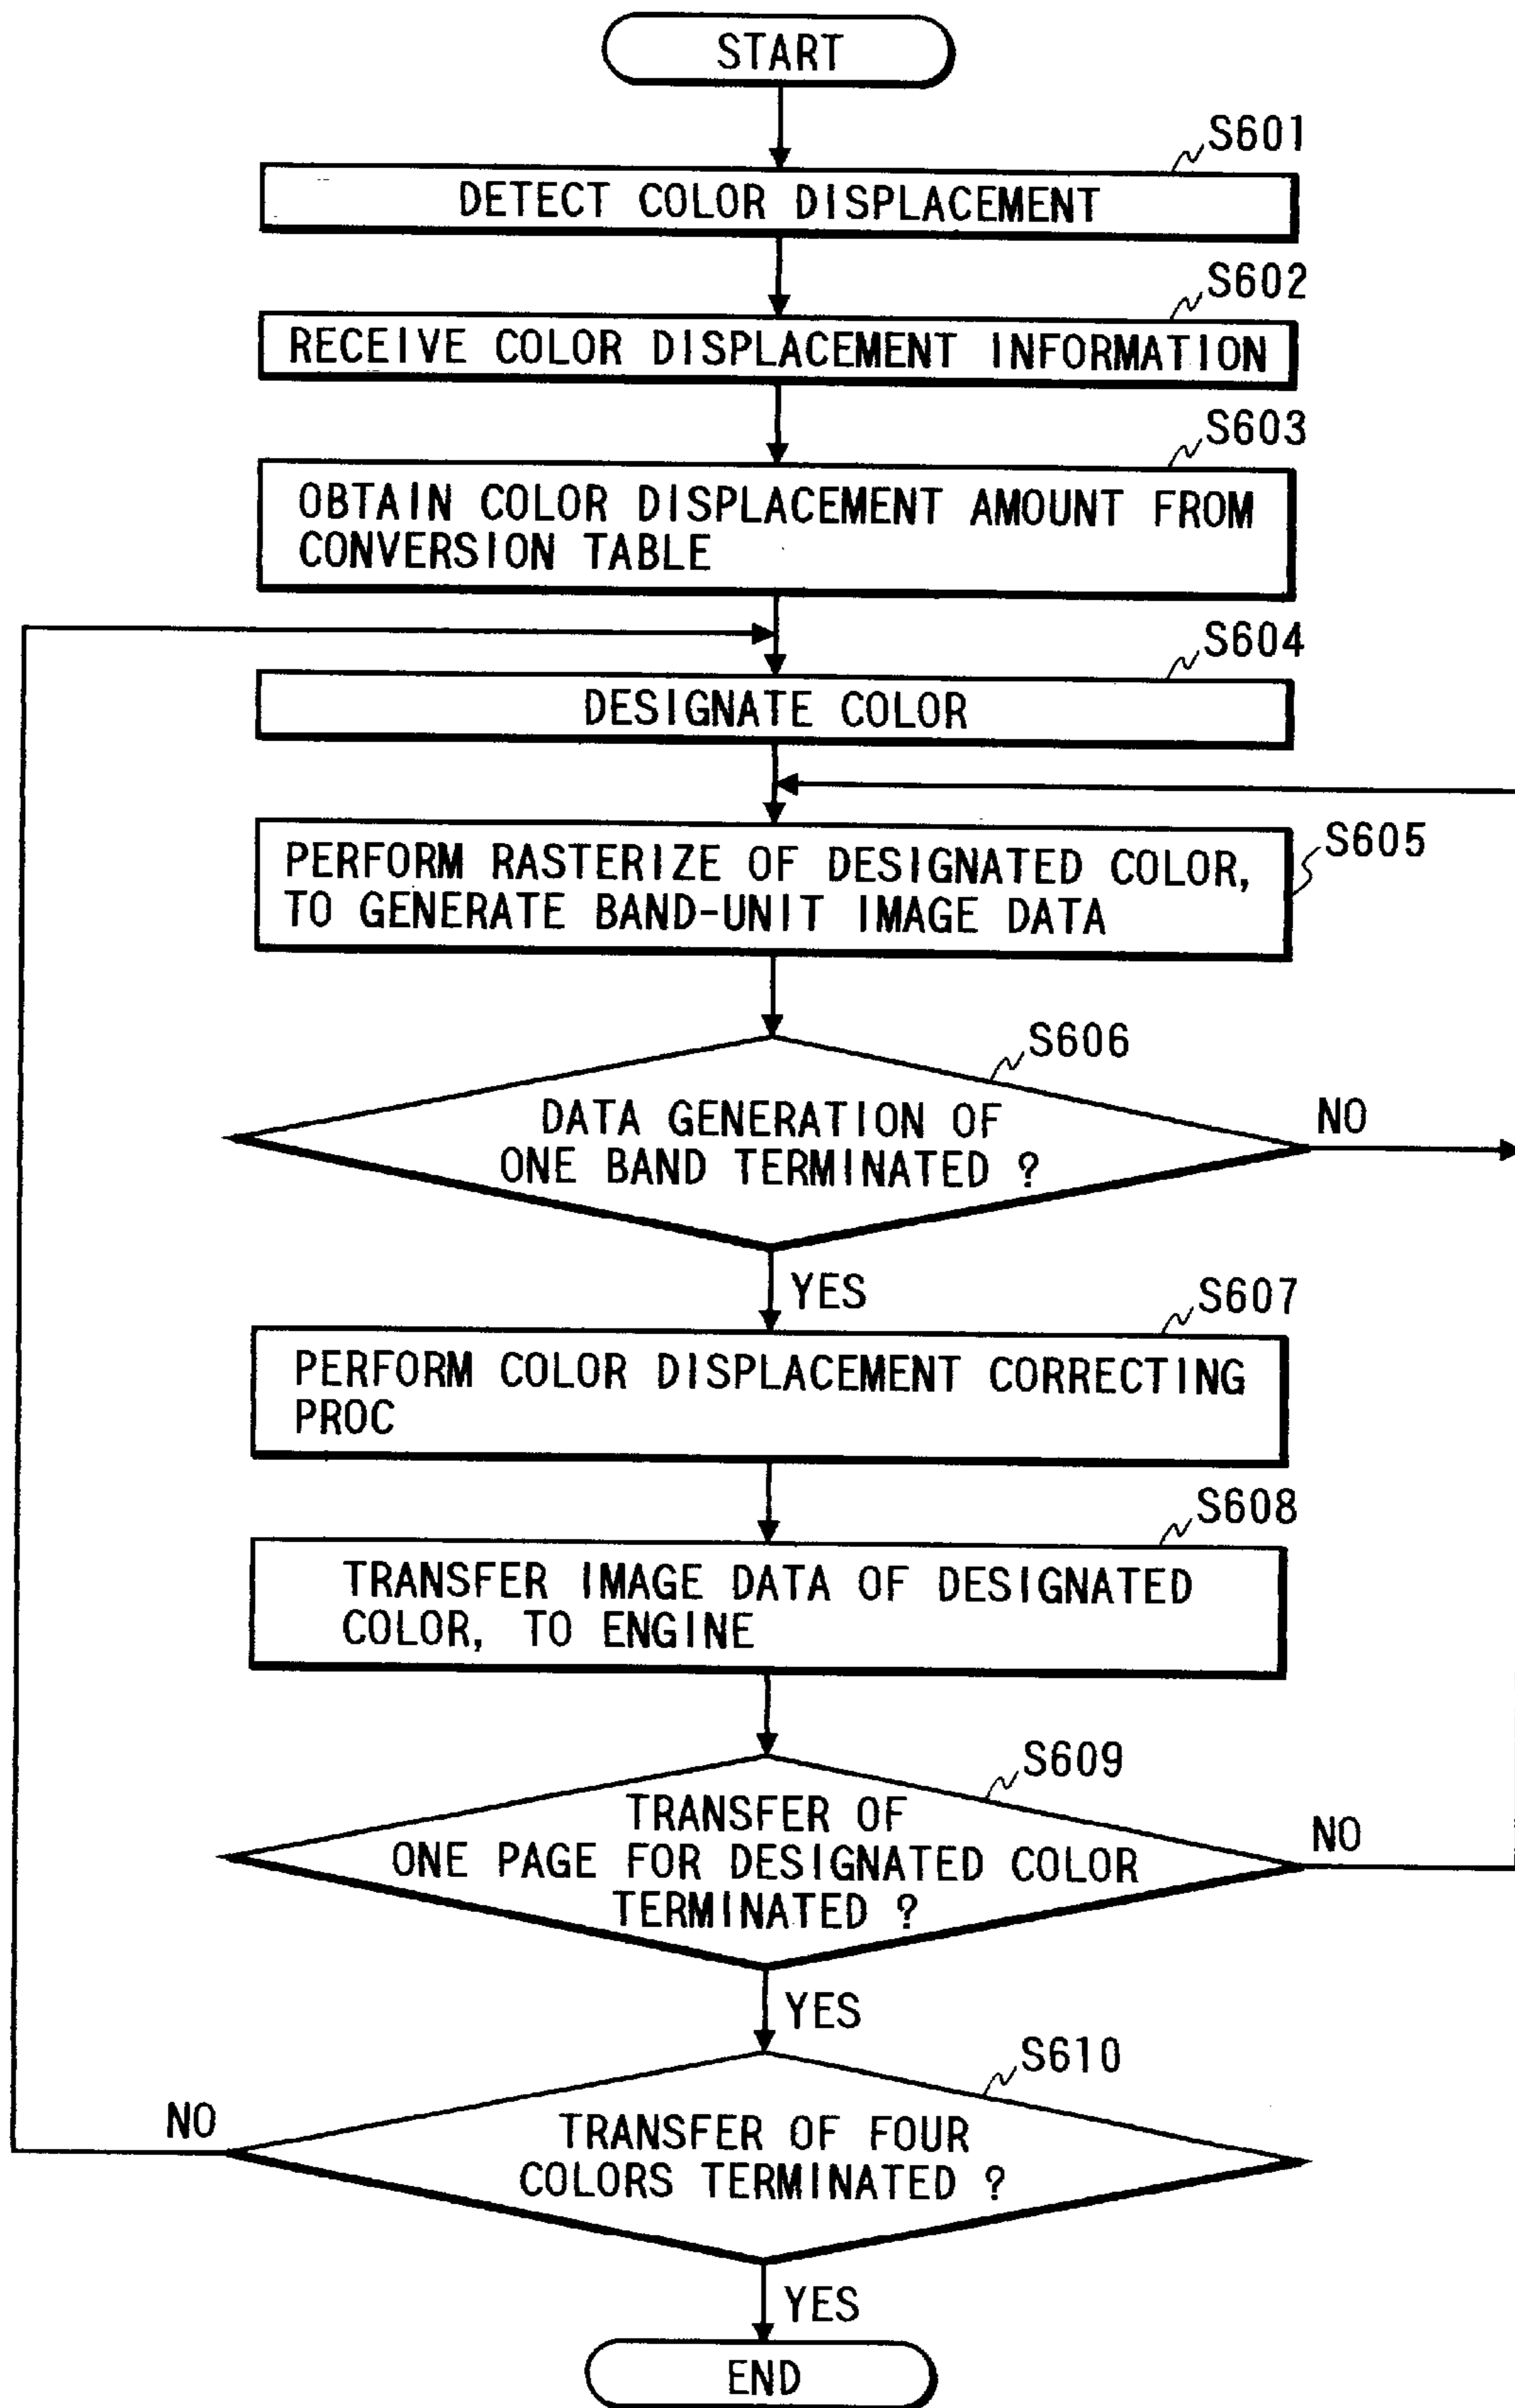 START
S601
DETECT COLOR DISPLACEMENT
S602
RECEIVE COLOR DISPLACEMENT INFORMATION
S603
OBTAIN COLOR DISPLACEMENT AMOUNT FROM
CONVERSION TABLE
S604
DESIGNATE COLOR
S605
PERFORM RASTERIZE OF DESIGNATED COLOR,
TO GENERATE BAND-UNIT IMAGE DATA
S606
DATA GENERATION OF
ONE BAND TERMINATED ?
NO
YES
S607
PERFORM COLOR DISPLACEMENT CORRECTING
PROC
S608
TRANSFER IMAGE DATA OF DESIGNATED
COLOR, TO ENGINE
S609
TRANSFER OF
ONE PAGE FOR DESIGNATED COLOR
TERMINATED ?
NO
YES
S610
TRANSFER OF FOUR
COLORS TERMINATED ?
NO
YES
END